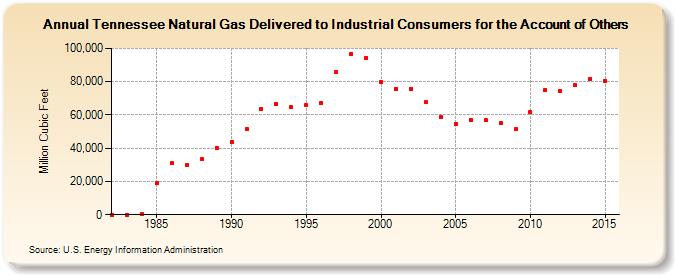 Annual Tennessee Natural Gas Delivered to Industrial Consumers for the Account of Others
Million Cubic Feet
100,000
80,000
60,000
40,000
20,000
0
1985 1990 1995 2000 2005 2010 2015
Source: U.S. Energy Information Administration